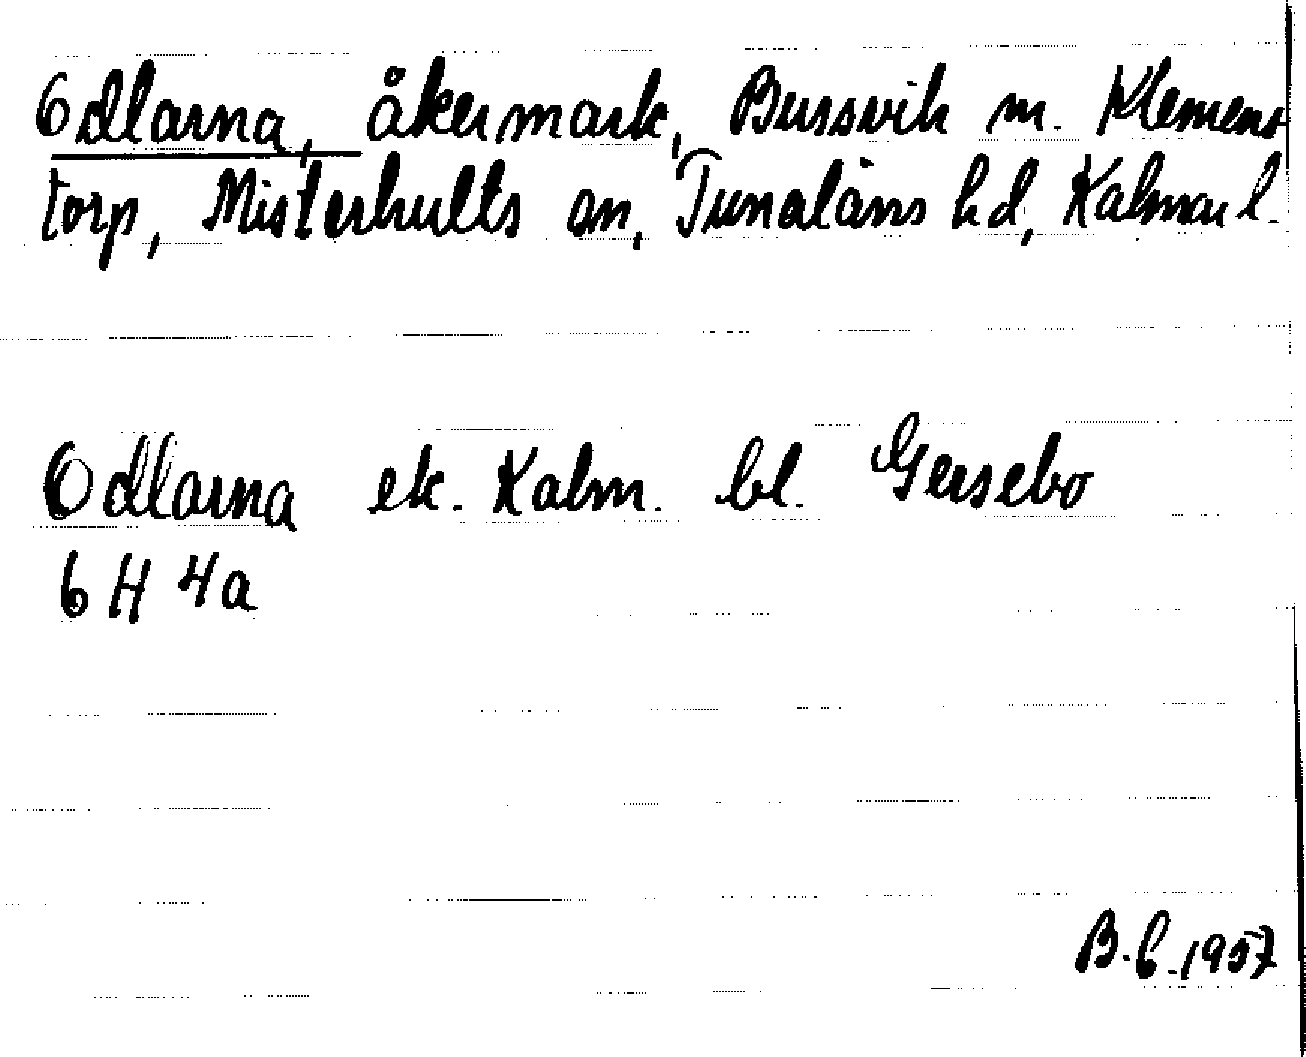 Odlarna, åkermark, Bussvik m. Klemens
torp, Misterhults sn, Tunaläns hd, Kalmar l.
Odlarna ek. Kalm. bl. Gersebo
6 H 4a
B.G. 1957